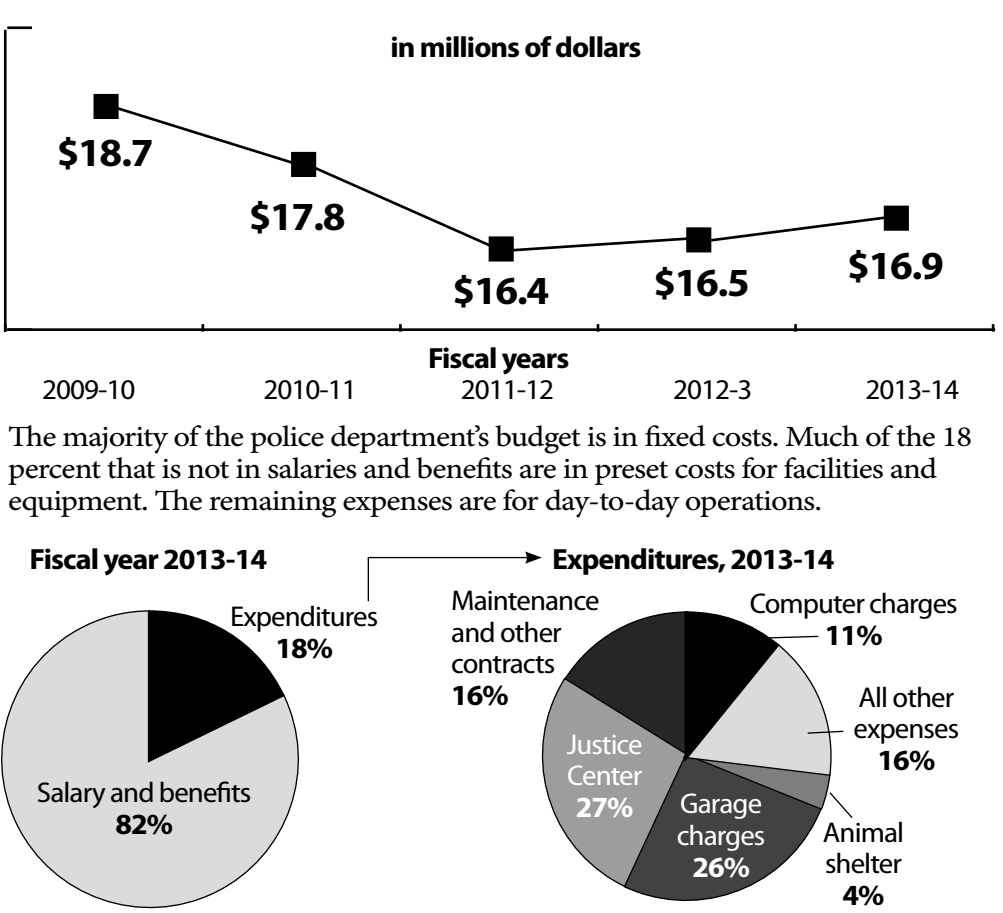 in millions of dollars
$18.7
$17.8
$16.4
$16.5
$16.9
Fiscal years
2009-10
2010-11
2011-12
2012-3
2013-14
The majority of the police department's budget is in fixed costs. Much of the 18
percent that is not in salaries and benefits are in preset costs for facilities and
equipment. The remaining expenses are for day-to-day operations.
Fiscal year 2013-14
Expenditures
18%
Salary and benefits
82%
Expenditures, 2013-14
Maintenance
and other
contracts
16%
Computer charges
11%
All other
expenses
16%
Justice
Center
27%
Garage
charges
26%
Animal
shelter
4%